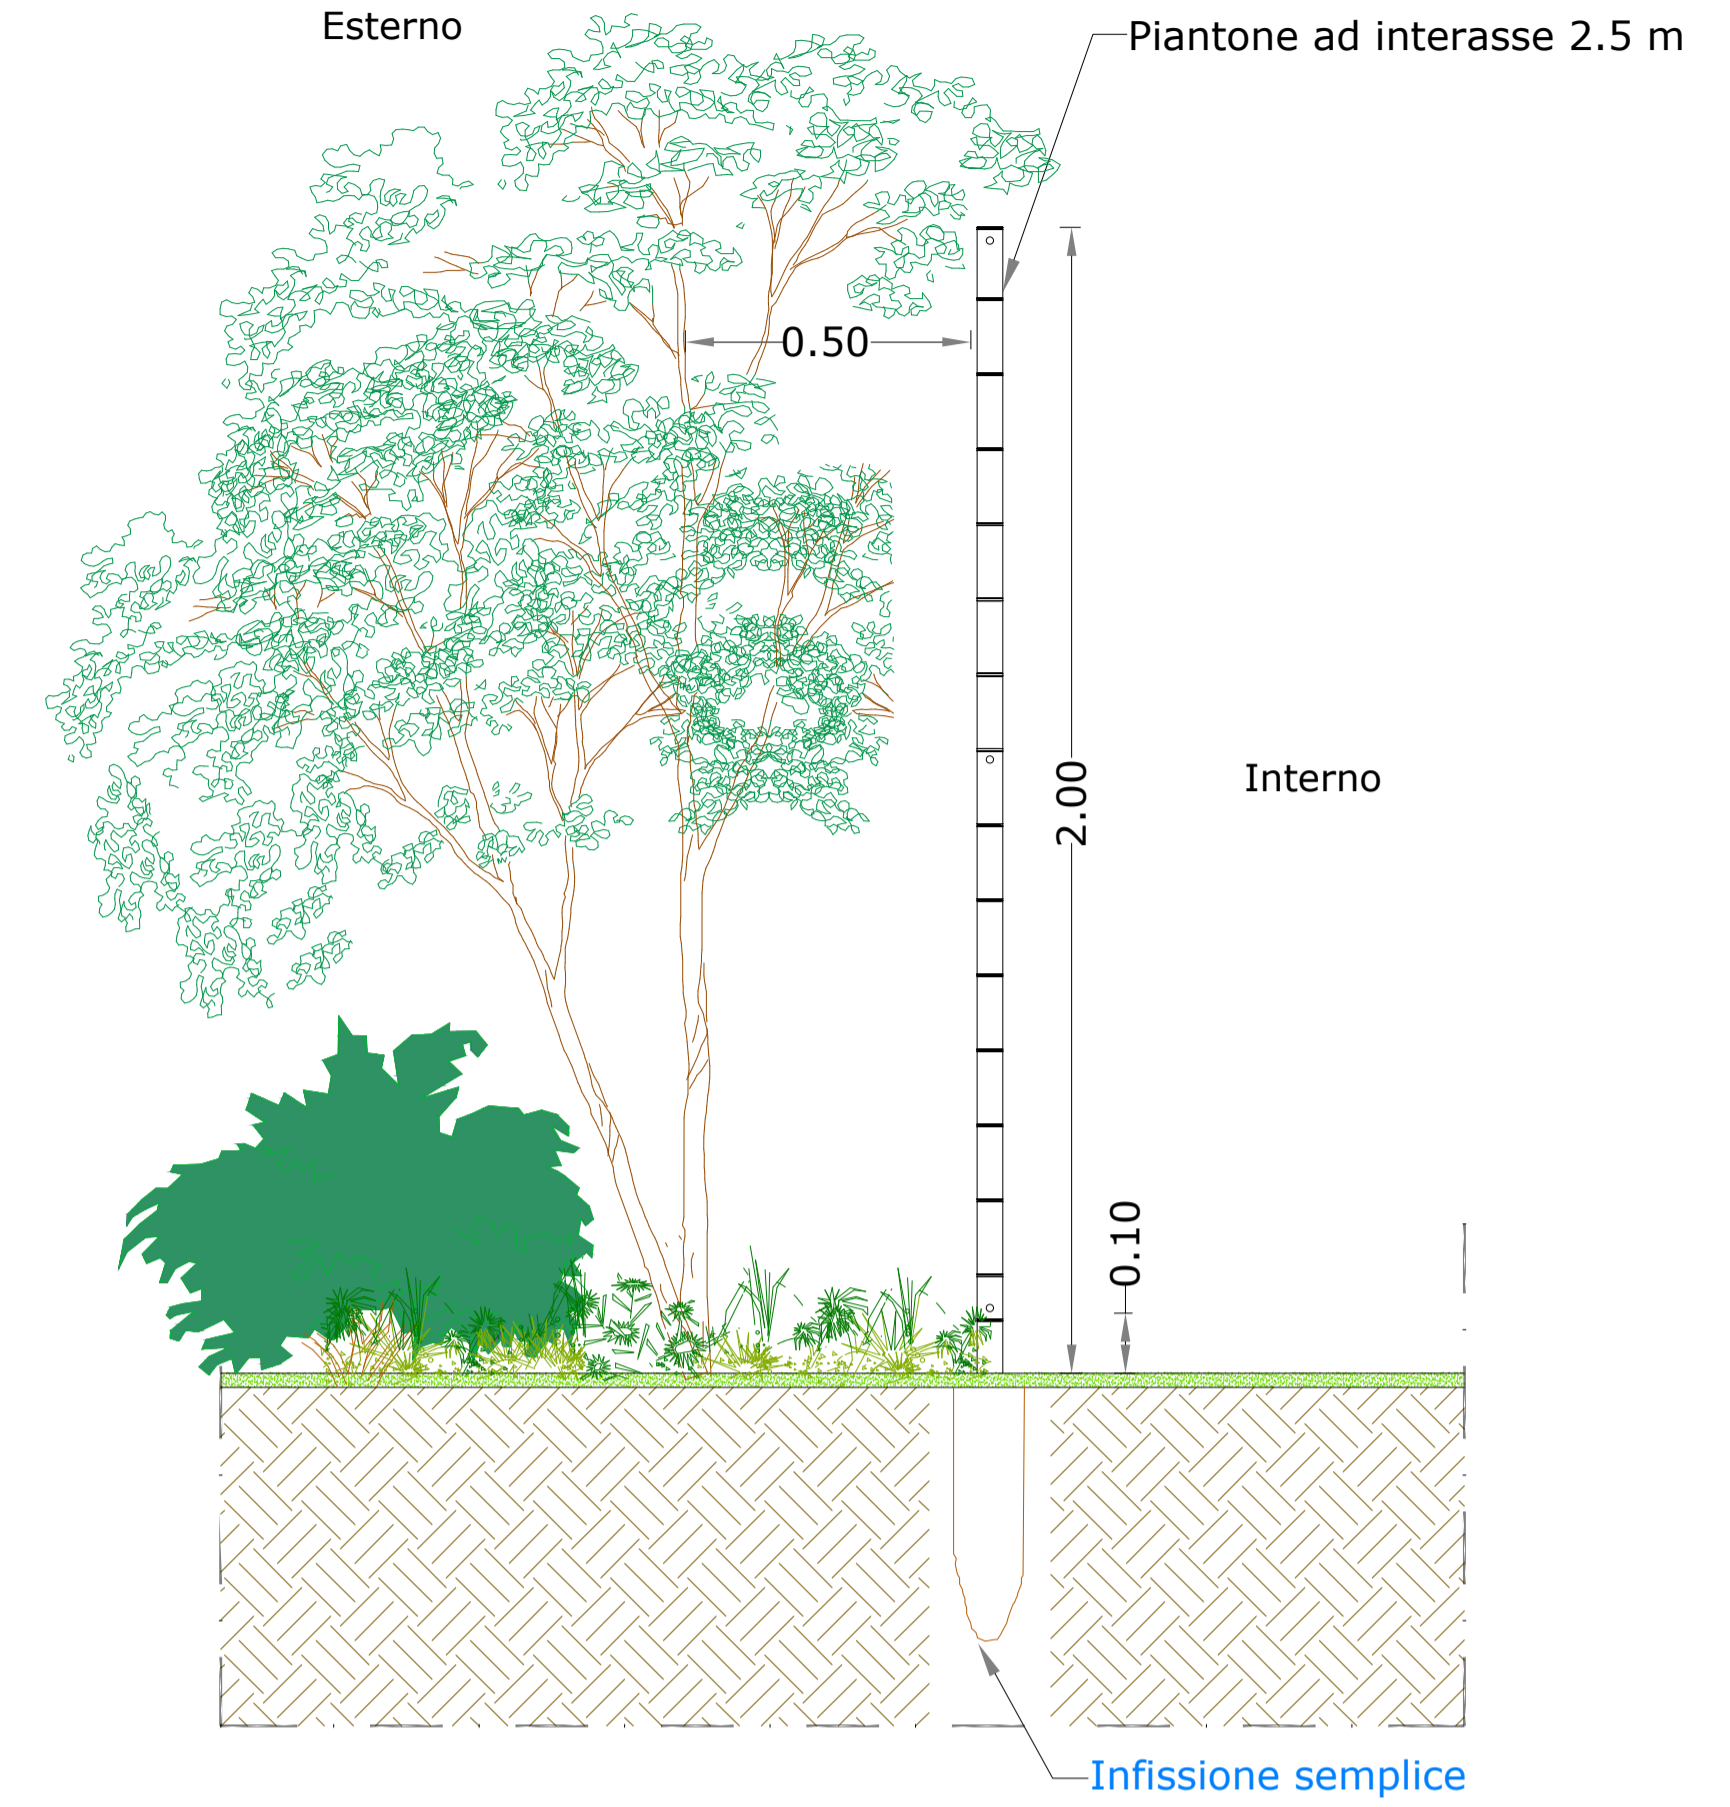 Esterno
Piantone ad interasse 2.5 m
0.50
2.00
Interno
0.10
Infissione semplice